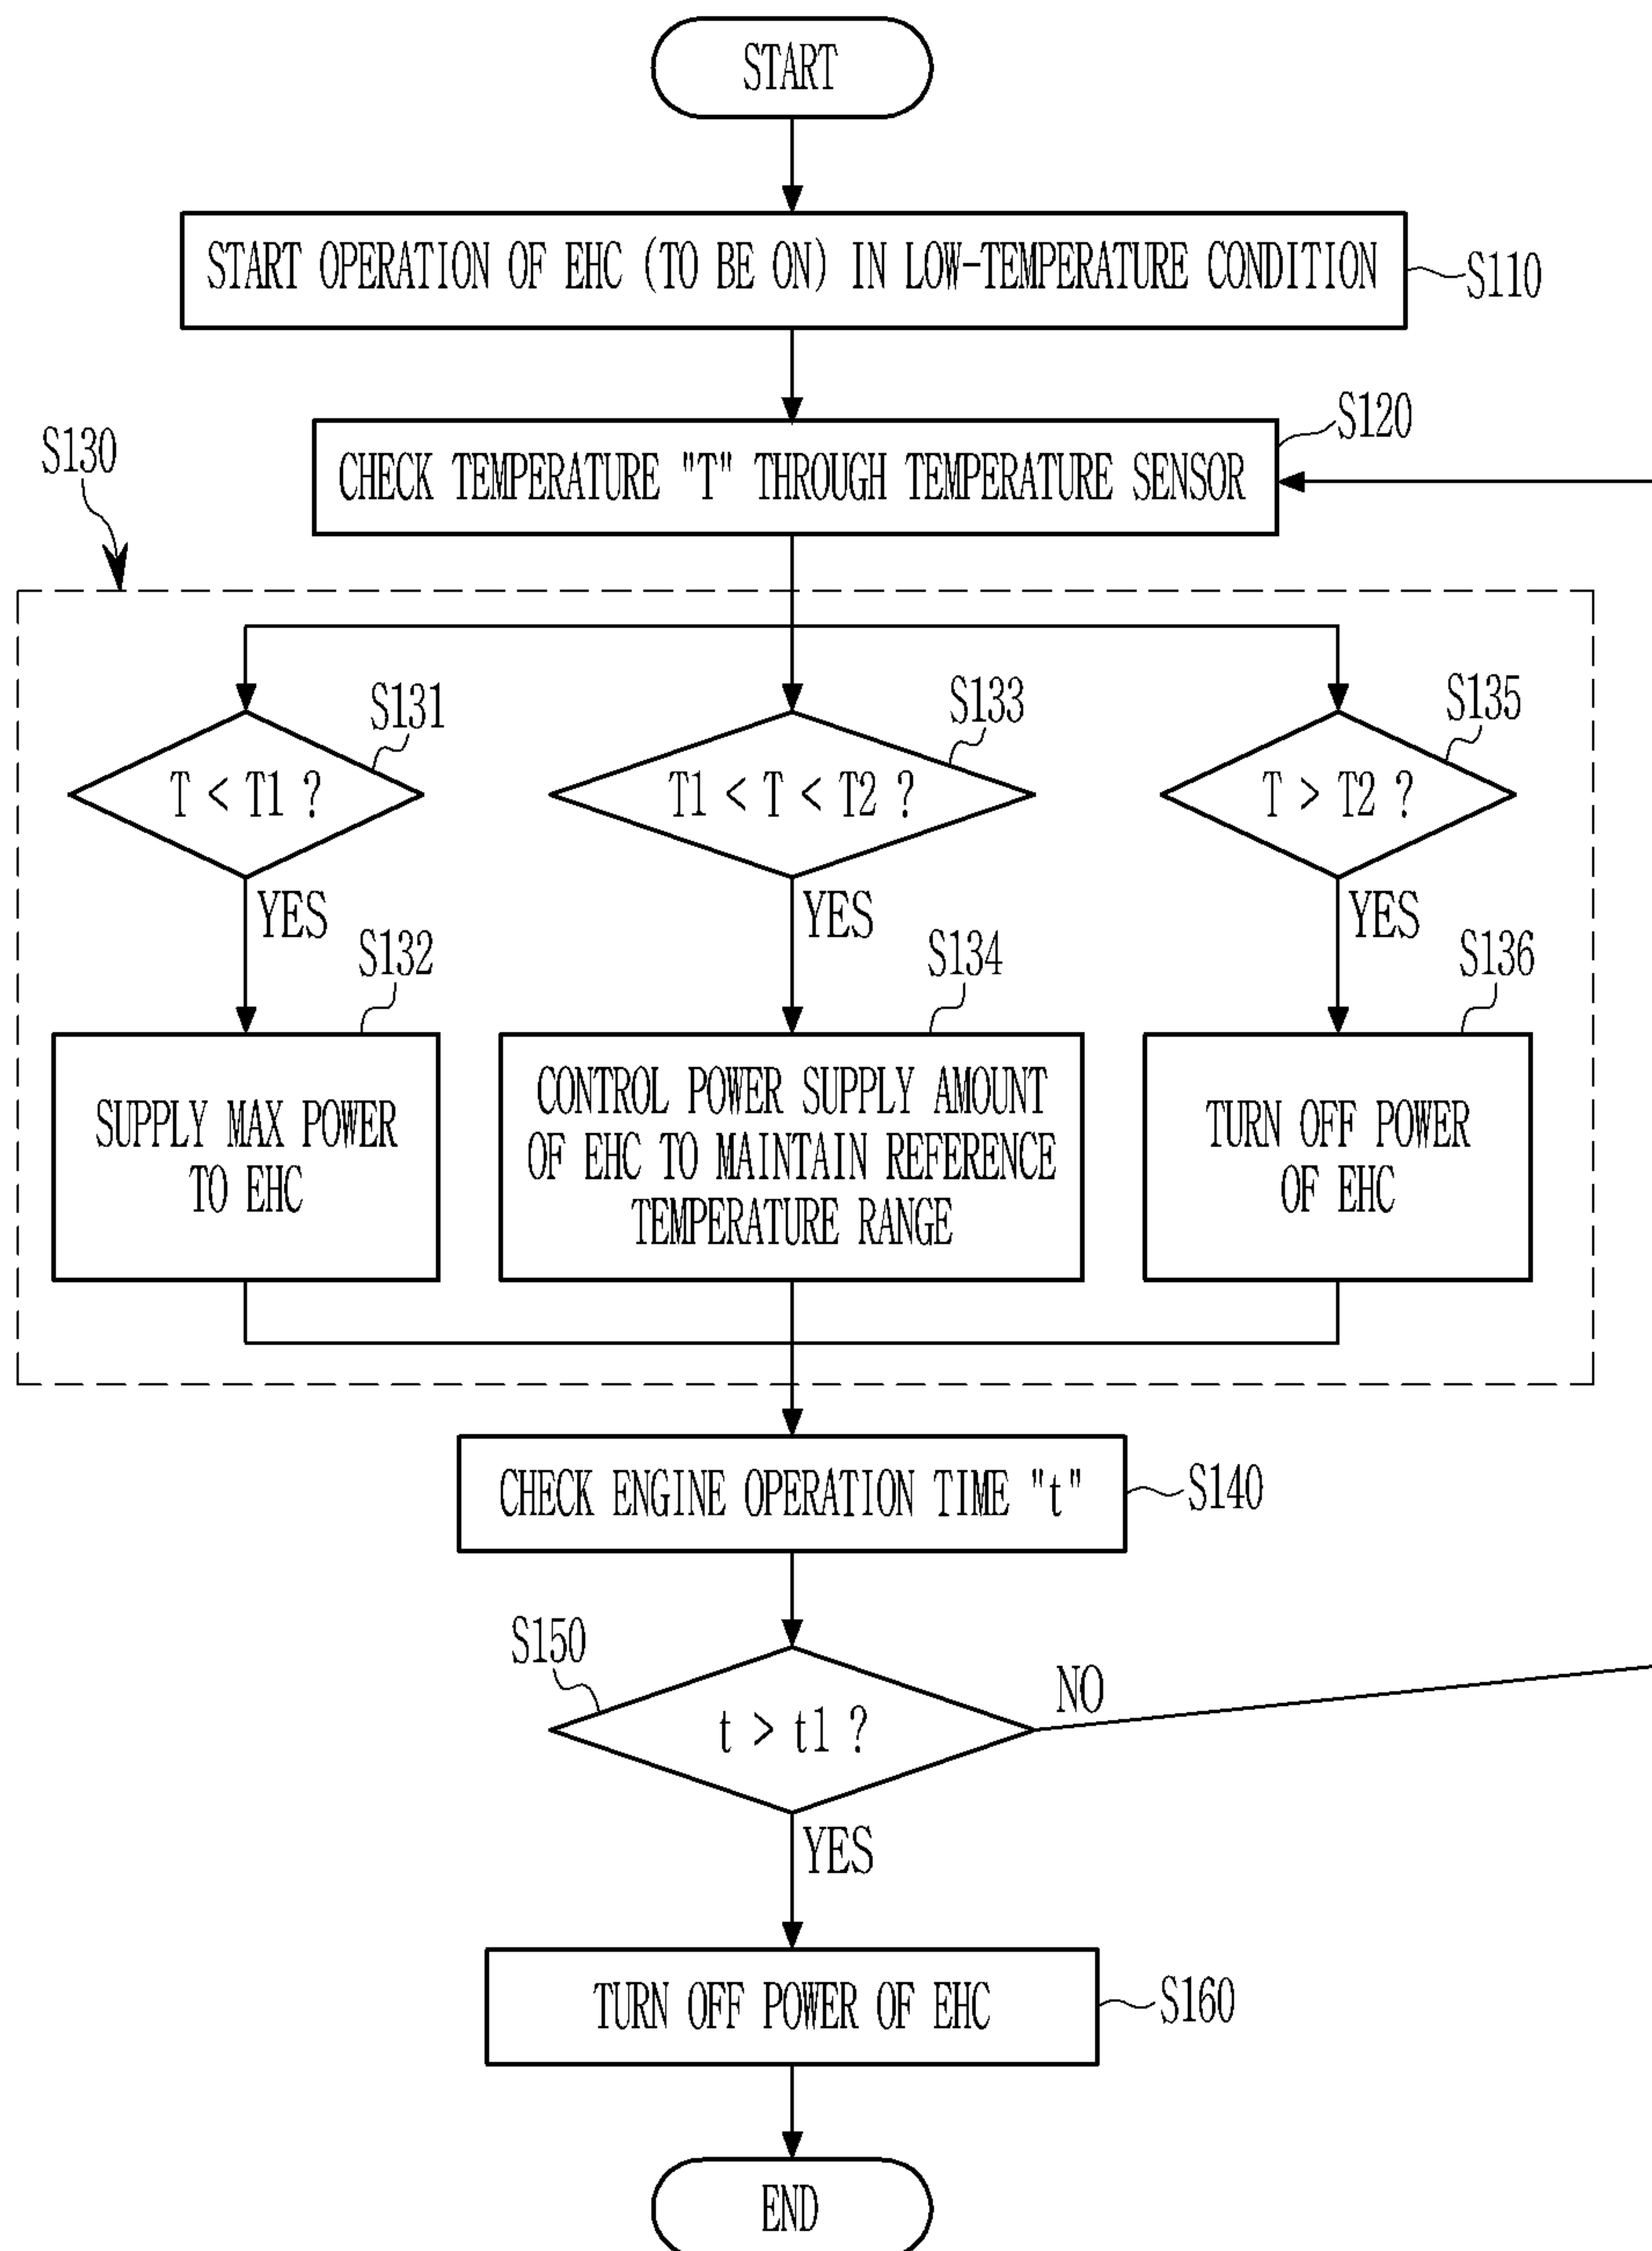 START
START OPERATION OF EHC (TO BE ON) IN LOW-TEMPERATURE CONDITION
S110
S120
CHECK TEMPERATURE "T" THROUGH TEMPERATURE SENSOR
S130
S131
S133
S135
T < T1 ?
T1 < T < T2 ?
T > T2 ?
YES
YES
YES
S132
S134
S136
SUPPLY MAX POWER
TO EHC
CONTROL POWER SUPPLY AMOUNT
OF EHC TO MAINTAIN REFERENCE
TEMPERATURE RANGE
TURN OFF POWER
OF EHC
CHECK ENGINE OPERATION TIME "t"
S140
S150
t > t1 ?
NO
YES
TURN OFF POWER OF EHC
S160
END